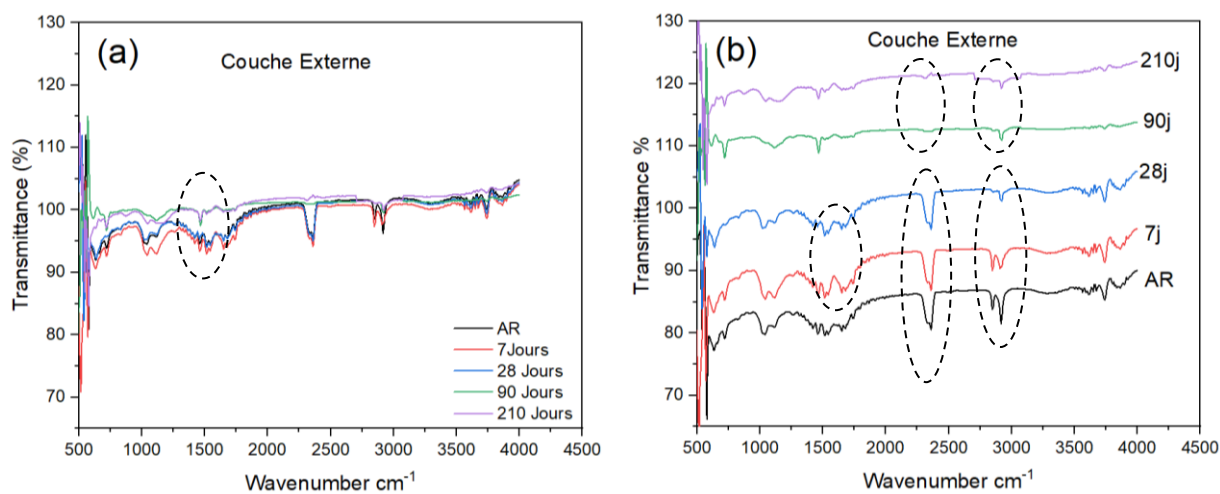 (a)
Couche Externe
Transmittance (%)
130
120
110
100
90
80
70
AR
7Jours
28 Jours
90 Jours
210 Jours
500 1000 1500 2000 2500 3000 3500 4000 4500
Wavenumber cm⁻¹
(b)
Couche Externe
Transmittance %
130
120
110
100
90
80
70
210j
90j
28j
7j
AR
500 1000 1500 2000 2500 3000 3500 4000 4500
Wavenumber cm⁻¹